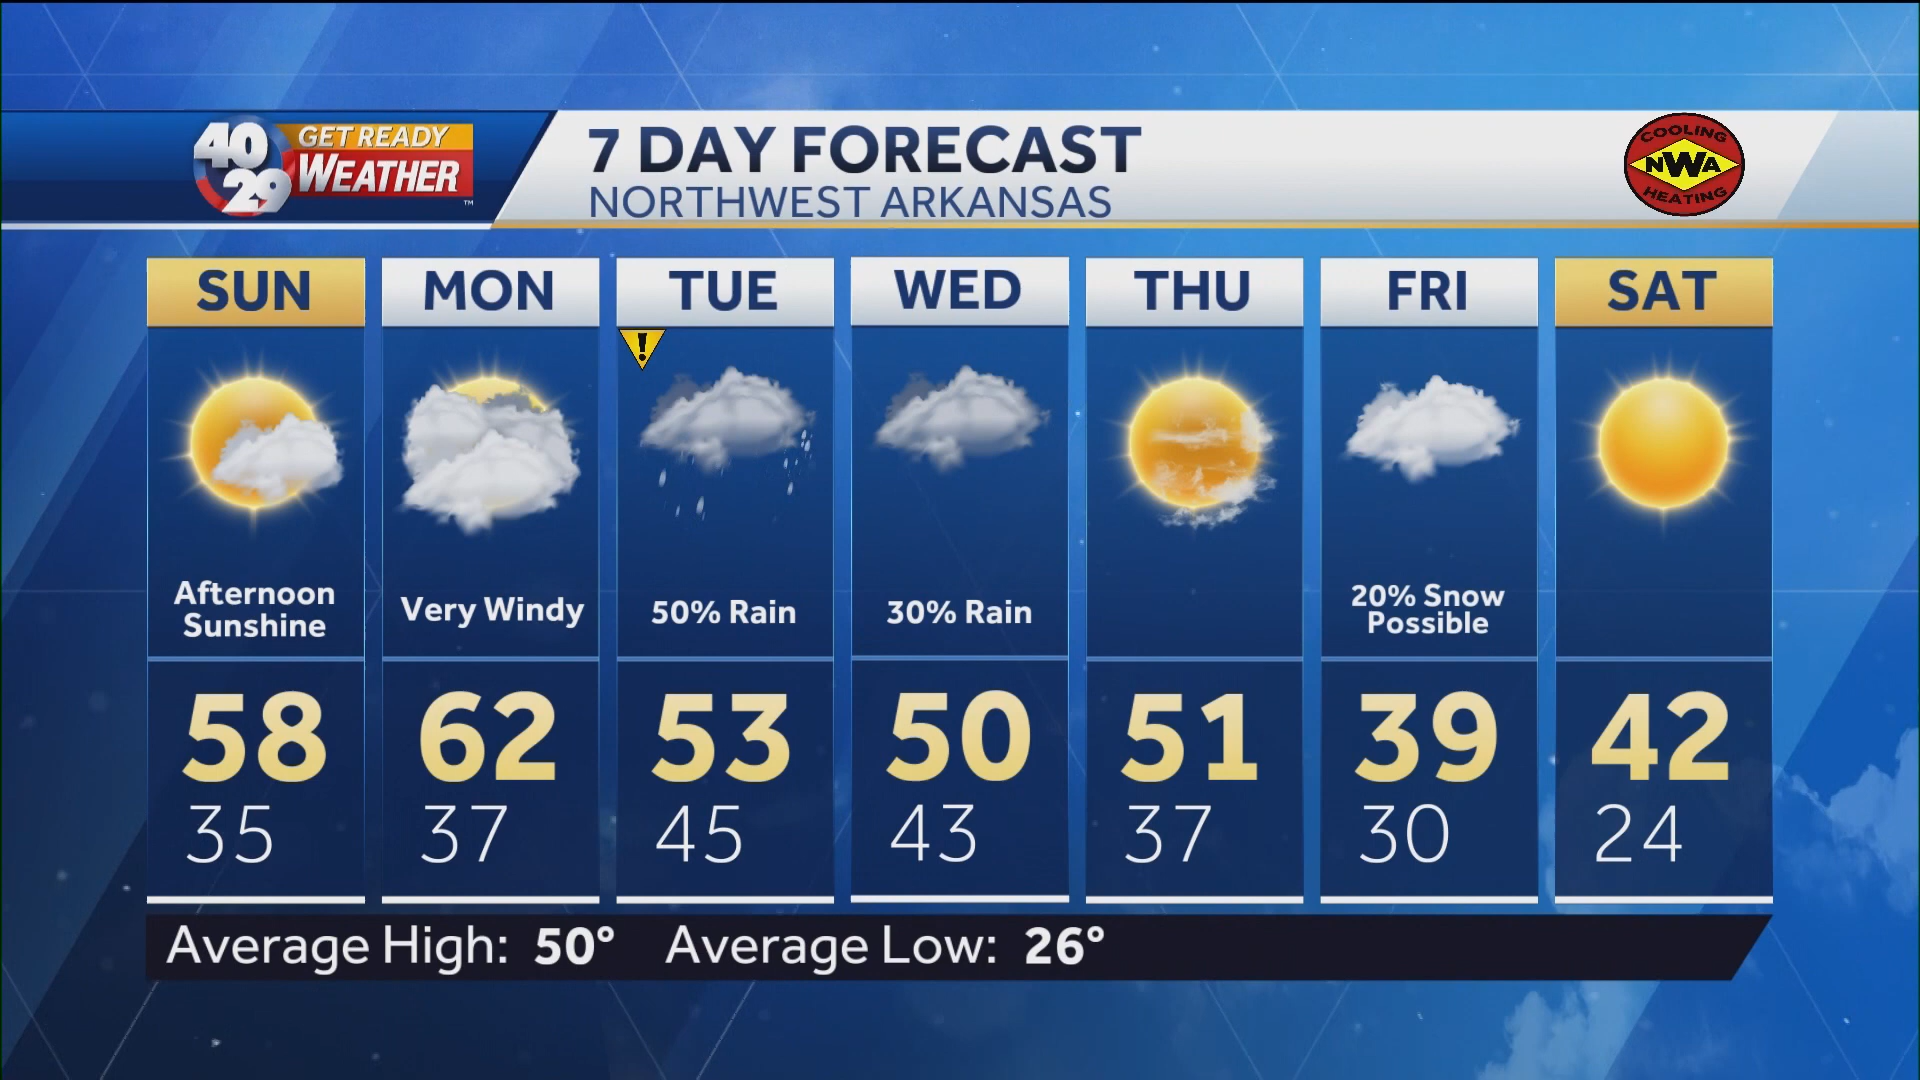 40
29
GET READY
WEATHER
™
7 DAY FORECAST
NORTHWEST ARKANSAS
COOLING
NWA
HEATING
SUN
MON
TUE
WED
THU
FRI
SAT
!
Afternoon
Sunshine
Very Windy
50% Rain
30% Rain
20% Snow
Possible
58 62 53 50 51 39 42
35 37 45 43 37 30 24
Average High: 50° Average Low: 26°